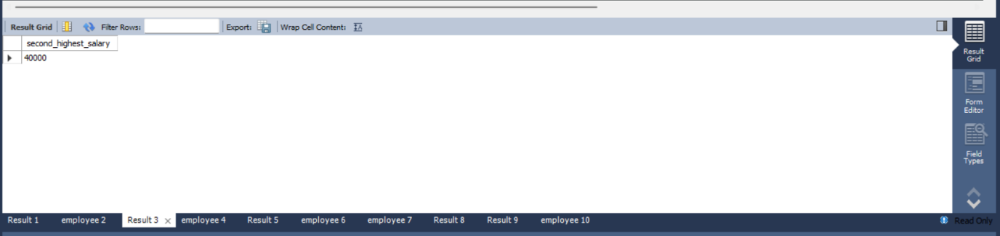 Result Grid Filter Rows: Export: Wrap Cell Content:
second_highest_salary
40000
Result
Grid
Form
Editor
Field
Types
Result 1 employee 2 Result 3 × employee 4 Result 5 employee 6 employee 7 Result 8 Result 9 employee 10 Read Only